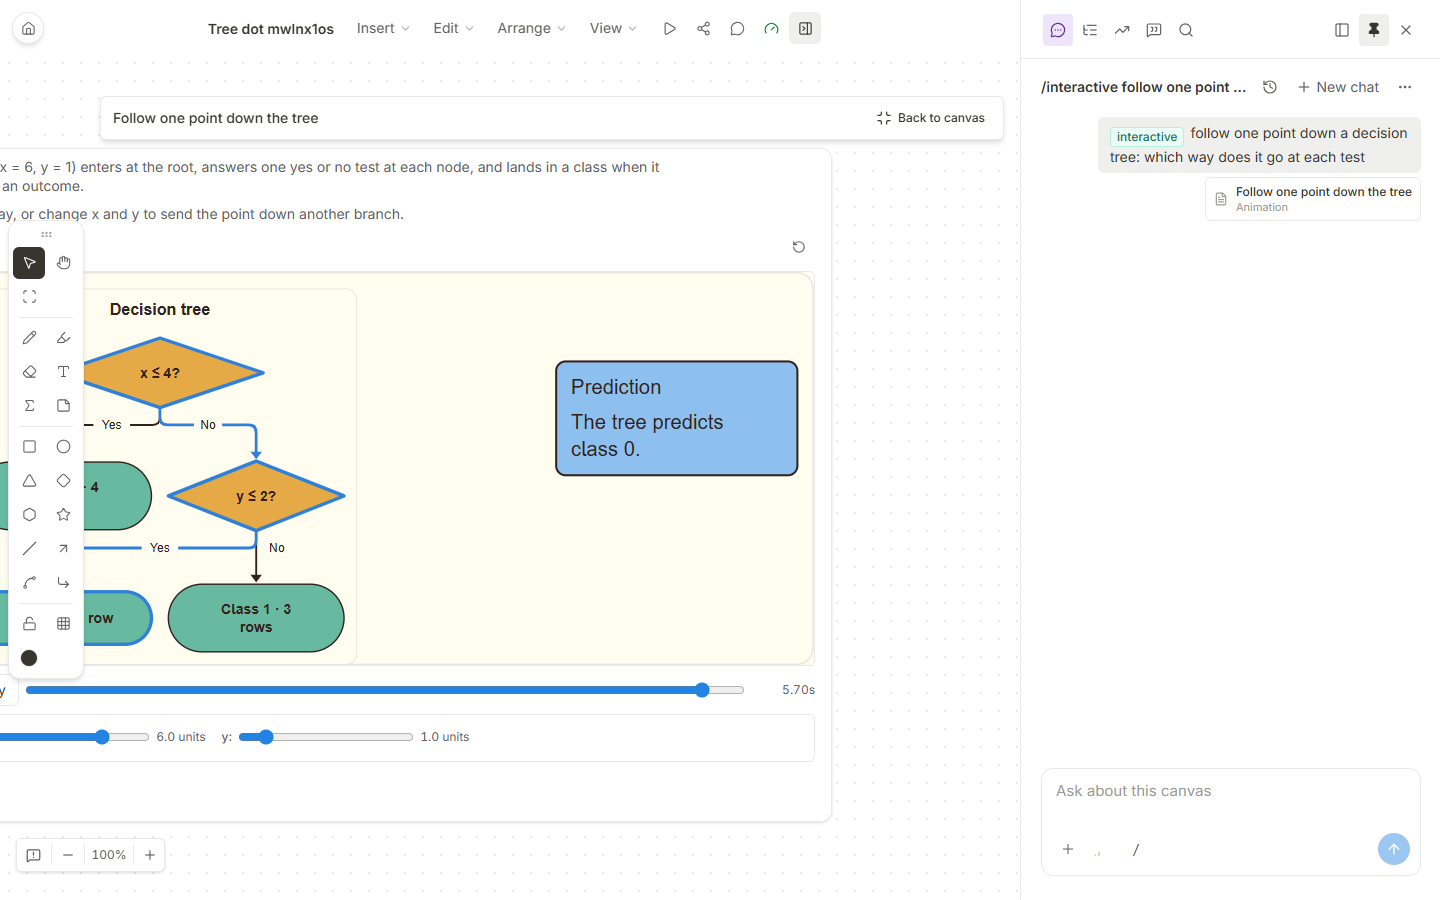 Tree dot mwlnx1os
Insert
Edit
Arrange
View
Follow one point down the tree
Back to canvas
x = 6, y = 1) enters at the root, answers one yes or no test at each node, and lands in a class when it
an outcome.
ay, or change x and y to send the point down another branch.
Decision tree
x ≤ 4?
Yes
No
· 4
y ≤ 2?
Yes
No
row
Class 1 · 3
rows
Prediction
The tree predicts
class 0.
y
5.70s
6.0 units
y:
1.0 units
100%
/interactive follow one point ...
New chat
interactive follow one point down a decision
tree: which way does it go at each test
Follow one point down the tree
Animation
Ask about this canvas
/